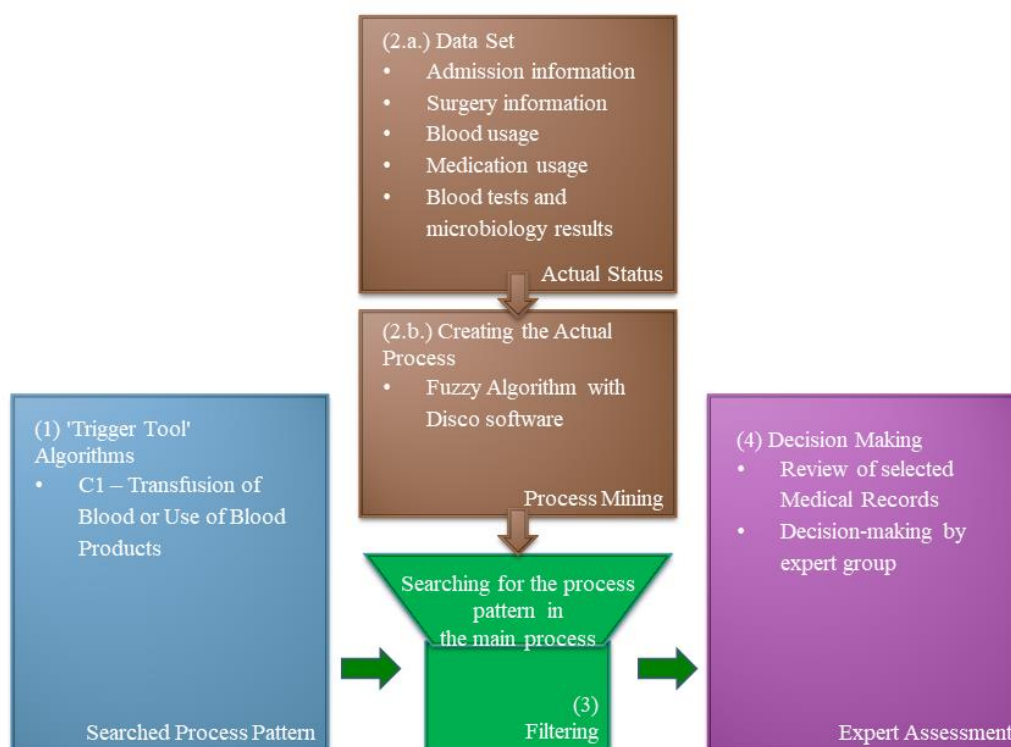 (2.a.) Data Set
• Admission information
• Surgery information
• Blood usage
• Medication usage
• Blood tests and
microbiology results
Actual Status
(2.b.) Creating the Actual
Process
• Fuzzy Algorithm with
Disco software
Process Mining
(1) 'Trigger Tool'
Algorithms
• C1 – Transfusion of
Blood or Use of Blood
Products
Searched Process Pattern
Searching for the process
pattern in
the main process
(3)
Filtering
(4) Decision Making
• Review of selected
Medical Records
• Decision-making by
expert group
Expert Assessment